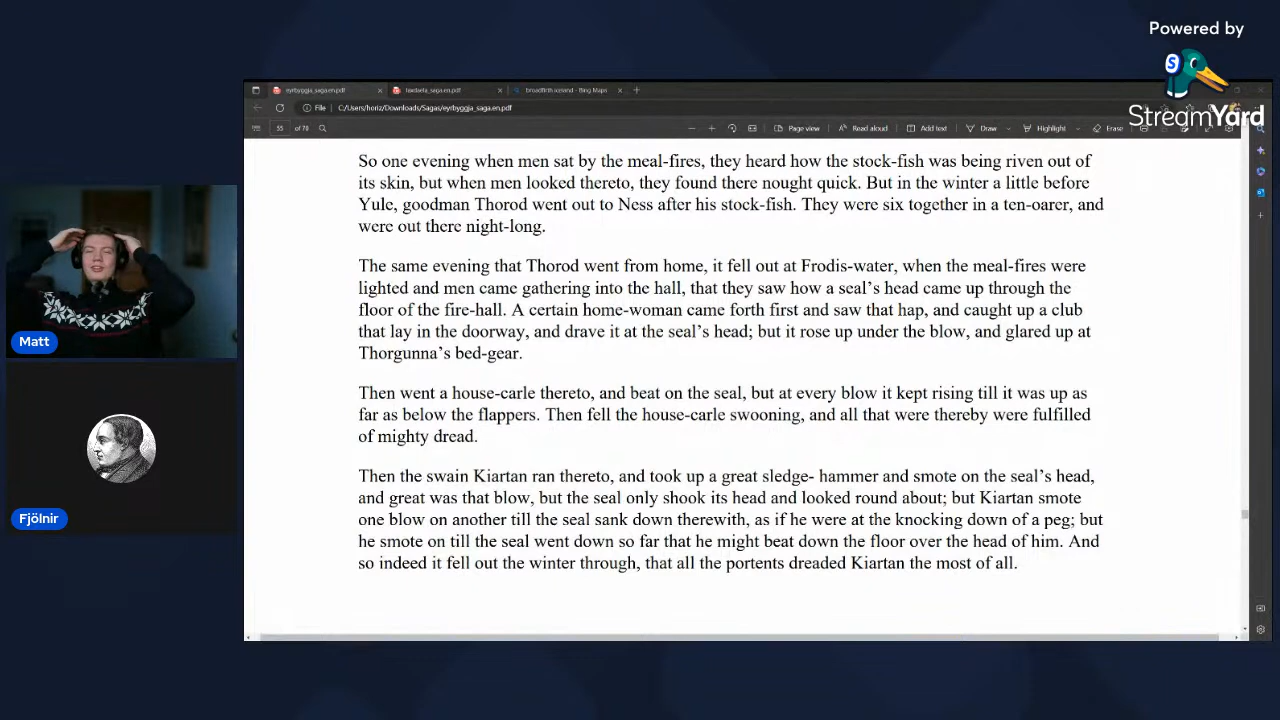 Powered by
StreamYard
eyrbyggja_saga.en.pdf
laxdaela_saga.en.pdf
broadfirth iceland - Bing Maps
File
C:/Users/horiz/Downloads/Sagas/eyrbyggja_saga.en.pdf
55 of 78
Page view
Read aloud
Add text
Draw
Highlight
Erase
So one evening when men sat by the meal-fires, they heard how the stock-fish was being riven out of
its skin, but when men looked thereto, they found there nought quick. But in the winter a little before
Yule, goodman Thorod went out to Ness after his stock-fish. They were six together in a ten-oarer, and
were out there night-long.
The same evening that Thorod went from home, it fell out at Frodis-water, when the meal-fires were
lighted and men came gathering into the hall, that they saw how a seal’s head came up through the
floor of the fire-hall. A certain home-woman came forth first and saw that hap, and caught up a club
that lay in the doorway, and drave it at the seal’s head; but it rose up under the blow, and glared up at
Thorgunna’s bed-gear.
Then went a house-carle thereto, and beat on the seal, but at every blow it kept rising till it was up as
far as below the flappers. Then fell the house-carle swooning, and all that were thereby were fulfilled
of mighty dread.
Then the swain Kiartan ran thereto, and took up a great sledge- hammer and smote on the seal’s head,
and great was that blow, but the seal only shook its head and looked round about; but Kiartan smote
one blow on another till the seal sank down therewith, as if he were at the knocking down of a peg; but
he smote on till the seal went down so far that he might beat down the floor over the head of him. And
so indeed it fell out the winter through, that all the portents dreaded Kiartan the most of all.
Matt
Fjölnir